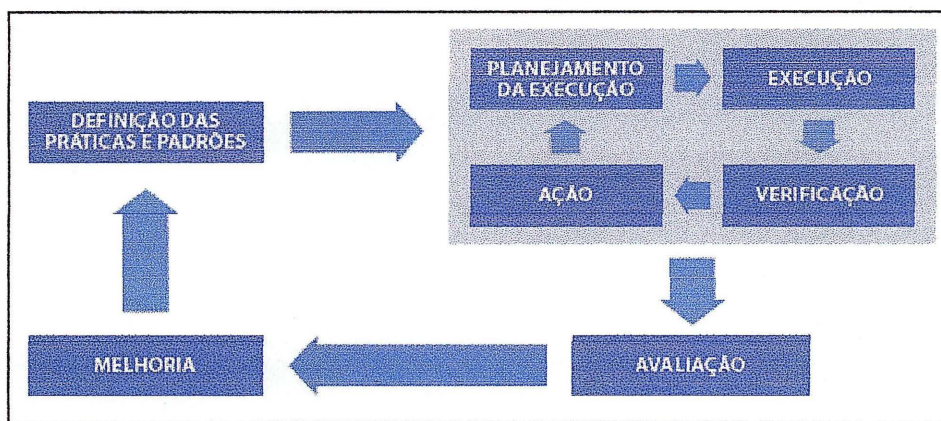 DEFINIÇÃO DAS
PRÁTICAS E PADRÕES
PLANEJAMENTO
DA EXECUÇÃO
EXECUÇÃO
AÇÃO
VERIFICAÇÃO
MELHORIA
AVALIAÇÃO